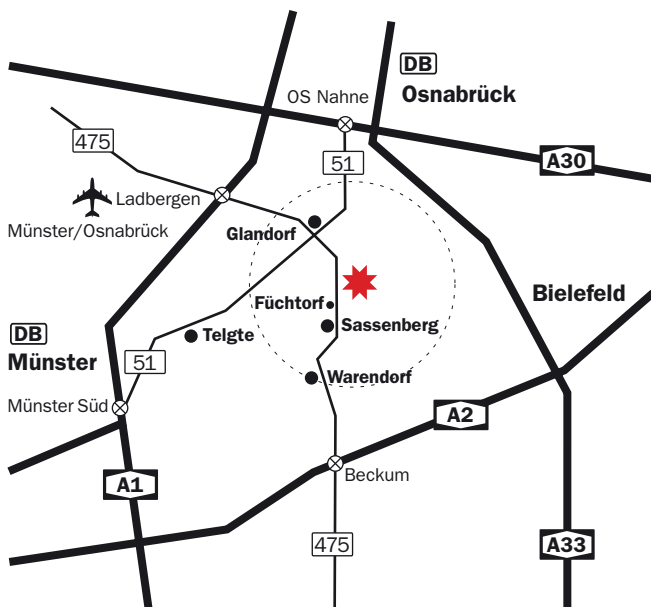 DB
Osnabrück
OS Nahne
475
51
A30
Ladbergen
Münster/Osnabrück
Glandorf
Bielefeld
Füchtorf
Sassenberg
DB
Münster
Telgte
51
Warendorf
Münster Süd
A2
Beckum
A1
475
A33